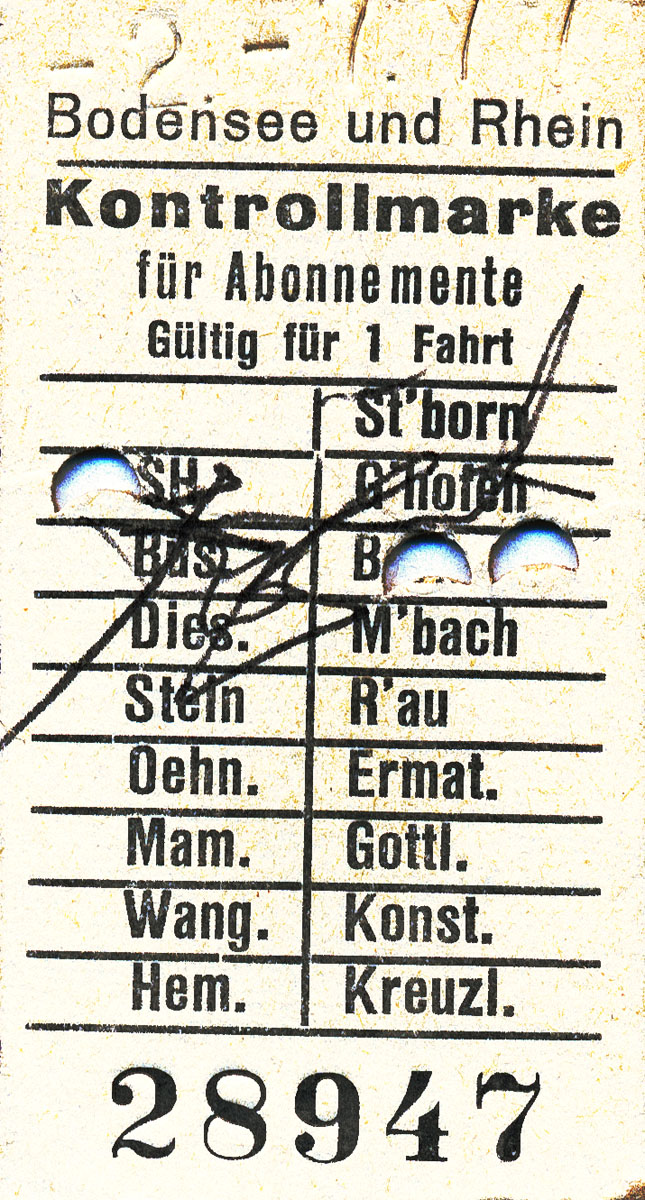 Bodensee und Rhein
Kontrollmarke
für Abonnemente
Gültig für 1 Fahrt
St'born
SH G'hofen
Büs.
Dies. M'bach
Stein R'au
Oehn. Ermat.
Mam. Gottl.
Wang. Konst.
Hem. Kreuzl.
28947